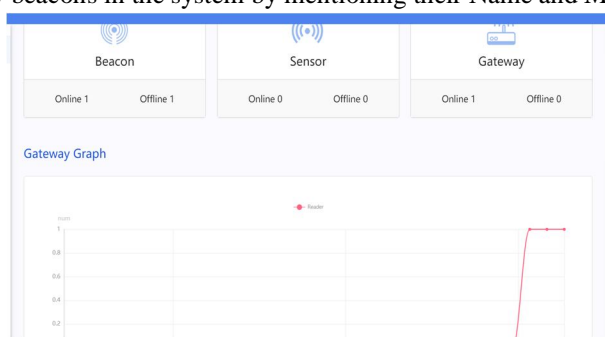 beacons in the system by mentioning their Name and M
Beacon Sensor Gateway
Online 1 Offline 1 Online 0 Offline 0 Online 1 Offline 0
Gateway Graph
Reader
1
0.8
0.6
0.4
0.2